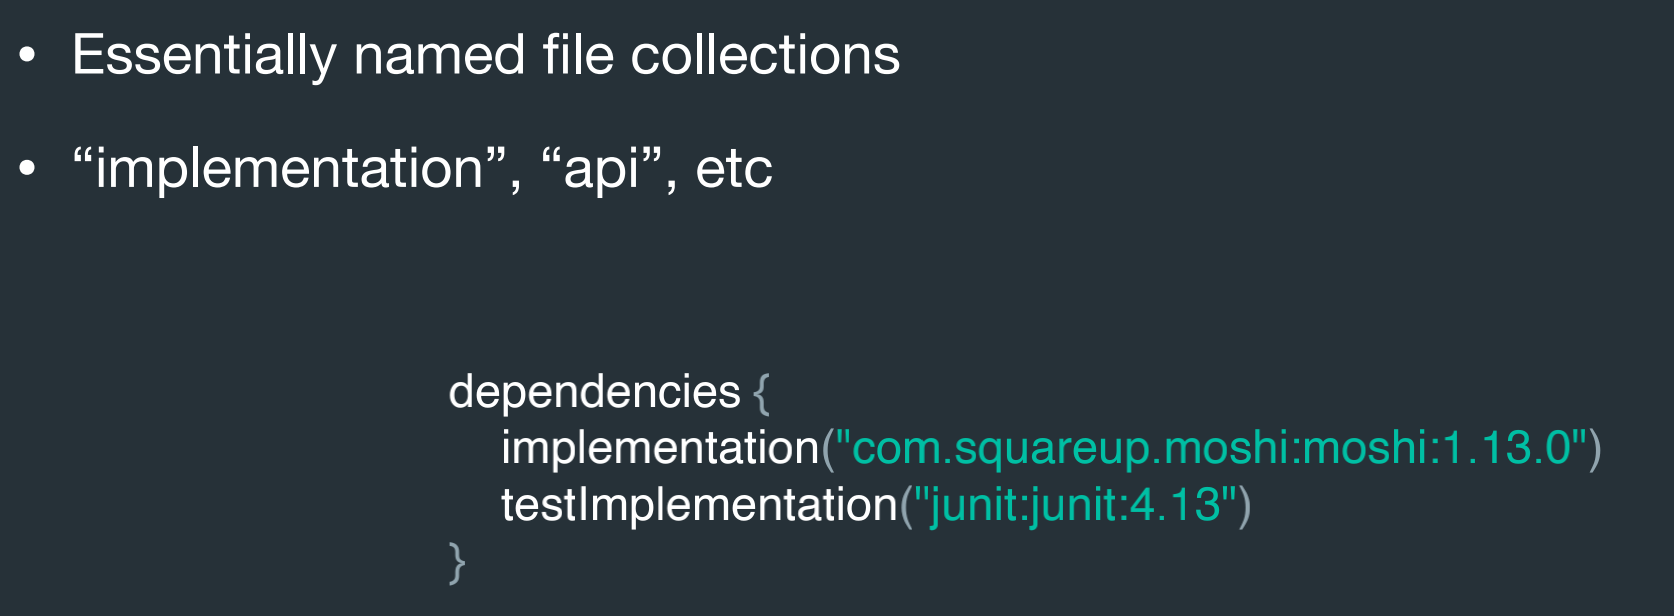 • Essentially named file collections
• “implementation”, “api”, etc
dependencies {
implementation("com.squareup.moshi:moshi:1.13.0")
testImplementation("junit:junit:4.13")
}